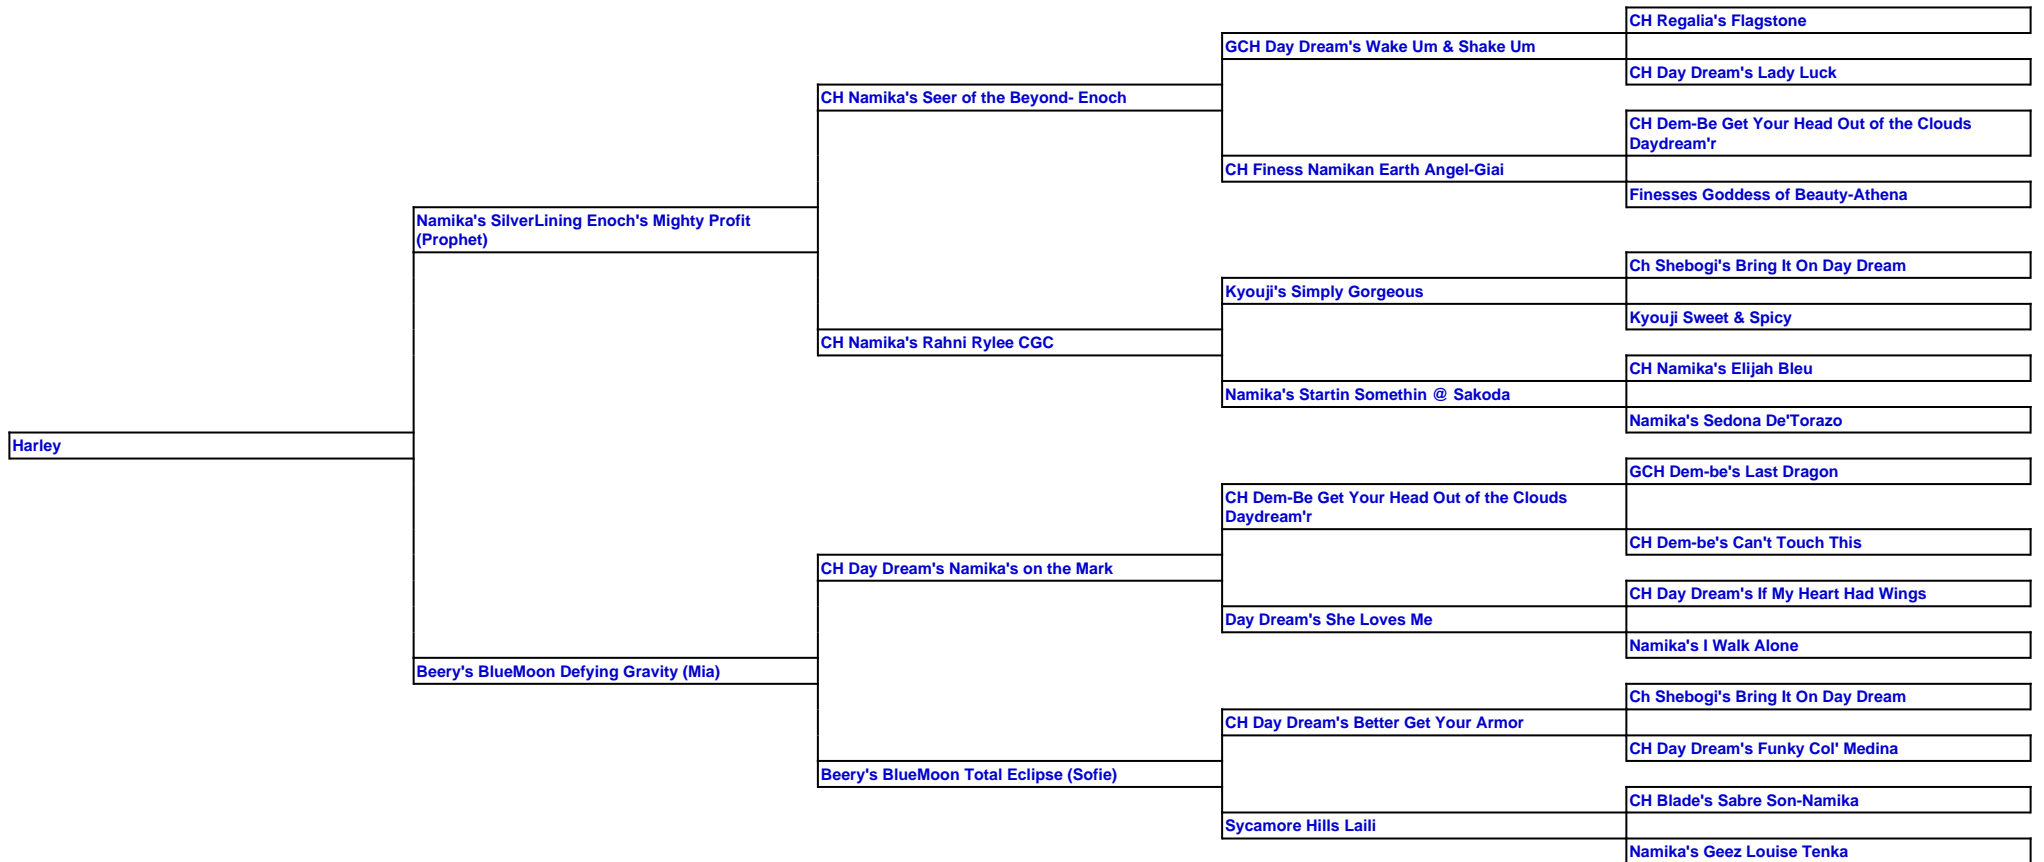 CH Regalia's Flagstone
GCH Day Dream's Wake Um & Shake Um
CH Day Dream's Lady Luck
CH Namika's Seer of the Beyond- Enoch
CH Dem-Be Get Your Head Out of the Clouds
Daydream'r
CH Finess Namikan Earth Angel-Giai
Finesses Goddess of Beauty-Athena
Namika's SilverLining Enoch's Mighty Profit
(Prophet)
Ch Shebogi's Bring It On Day Dream
Kyouji's Simply Gorgeous
Kyouji Sweet & Spicy
CH Namika's Rahni Rylee CGC
CH Namika's Elijah Bleu
Namika's Startin Somethin @ Sakoda
Namika's Sedona De'Torazo
Harley
GCH Dem-be's Last Dragon
CH Dem-Be Get Your Head Out of the Clouds
Daydream'r
CH Dem-be's Can't Touch This
CH Day Dream's Namika's on the Mark
CH Day Dream's If My Heart Had Wings
Day Dream's She Loves Me
Namika's I Walk Alone
Beery's BlueMoon Defying Gravity (Mia)
Ch Shebogi's Bring It On Day Dream
CH Day Dream's Better Get Your Armor
CH Day Dream's Funky Col' Medina
Beery's BlueMoon Total Eclipse (Sofie)
CH Blade's Sabre Son-Namika
Sycamore Hills Laili
Namika's Geez Louise Tenka